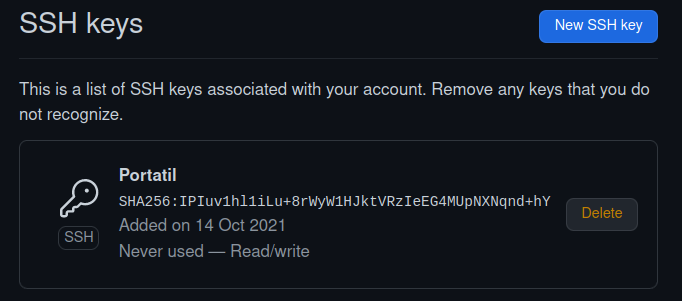 SSH keys
New SSH key
This is a list of SSH keys associated with your account. Remove any keys that you do
not recognize.
Portatil
SHA256:IPIuv1hl1iLu+8rWyW1HJktVRzIeEG4MUpNXNqnd+hY
Added on 14 Oct 2021
Never used — Read/write
SSH
Delete